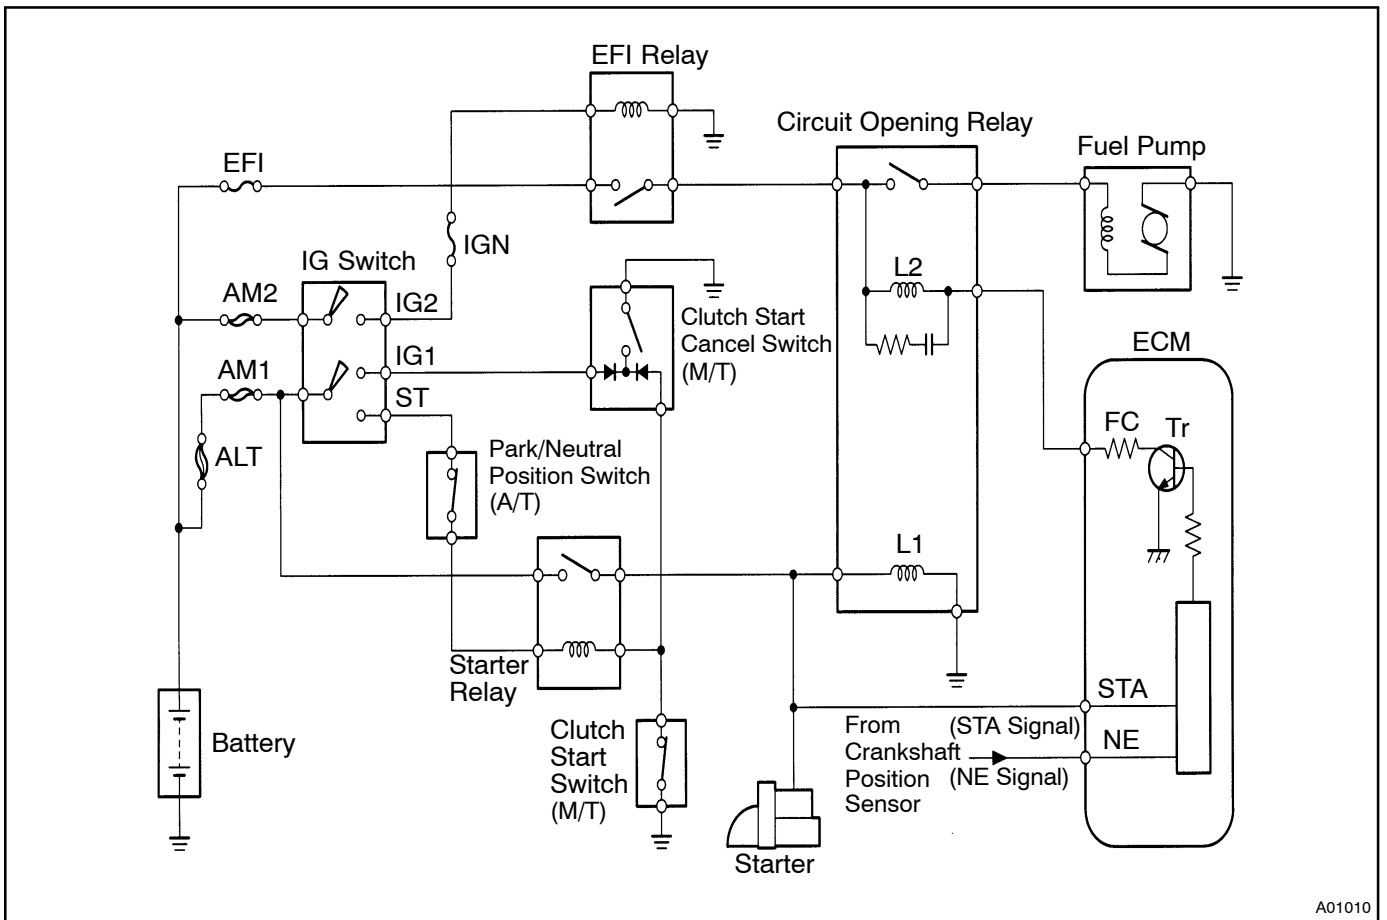 EFI Relay
Circuit Opening Relay
Fuel Pump
EFI
IGN
IG Switch
AM2
IG2
L2
Clutch Start
Cancel Switch
(M/T)
ECM
IG1
AM1
ST
FC
Tr
ALT
Park/Neutral
Position Switch
(A/T)
L1
Starter
Relay
STA
Battery
Clutch
Start
Switch
(M/T)
From
Crankshaft
Position
Sensor
(STA Signal)
(NE Signal)
NE
Starter
A01010